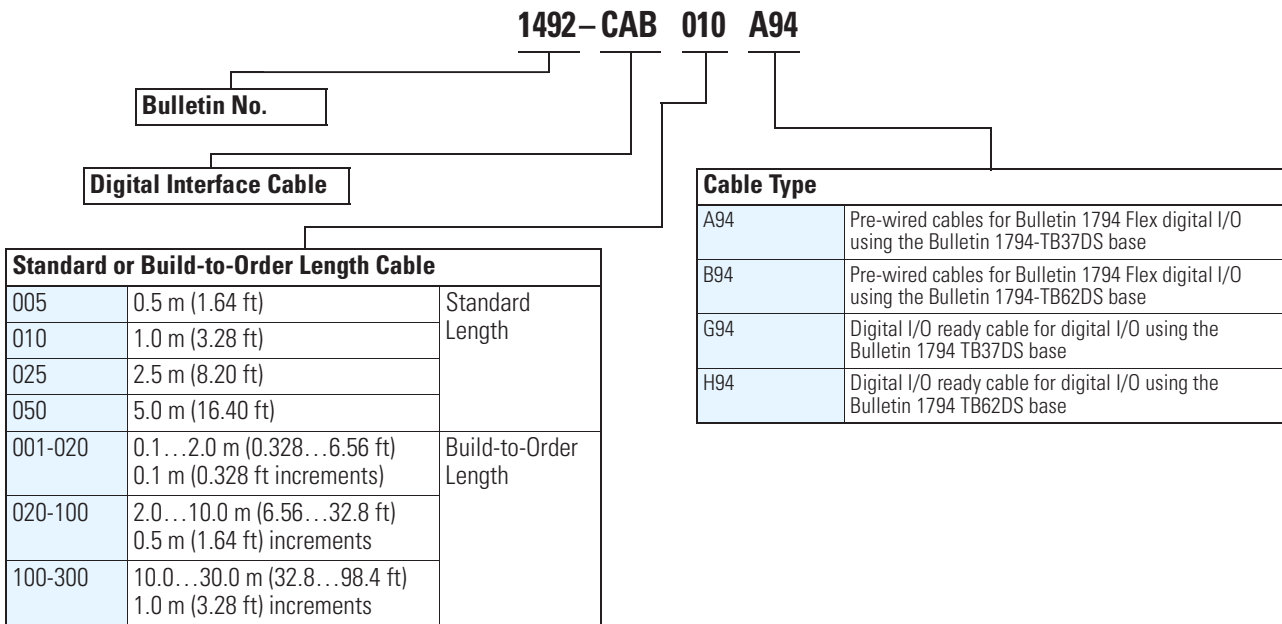 1492–CAB 010 A94
Bulletin No.
Digital Interface Cable
Standard or Build-to-Order Length Cable
005 0.5 m (1.64 ft) Standard
Length
010 1.0 m (3.28 ft)
025 2.5 m (8.20 ft)
050 5.0 m (16.40 ft)
001-020 0.1…2.0 m (0.328…6.56 ft) Build-to-Order
0.1 m (0.328 ft increments) Length
020-100 2.0…10.0 m (6.56…32.8 ft)
0.5 m (1.64 ft) increments
100-300 10.0…30.0 m (32.8…98.4 ft)
1.0 m (3.28 ft) increments
Cable Type
A94 Pre-wired cables for Bulletin 1794 Flex digital I/O
using the Bulletin 1794-TB37DS base
B94 Pre-wired cables for Bulletin 1794 Flex digital I/O
using the Bulletin 1794-TB62DS base
G94 Digital I/O ready cable for digital I/O using the
Bulletin 1794 TB37DS base
H94 Digital I/O ready cable for digital I/O using the
Bulletin 1794 TB62DS base